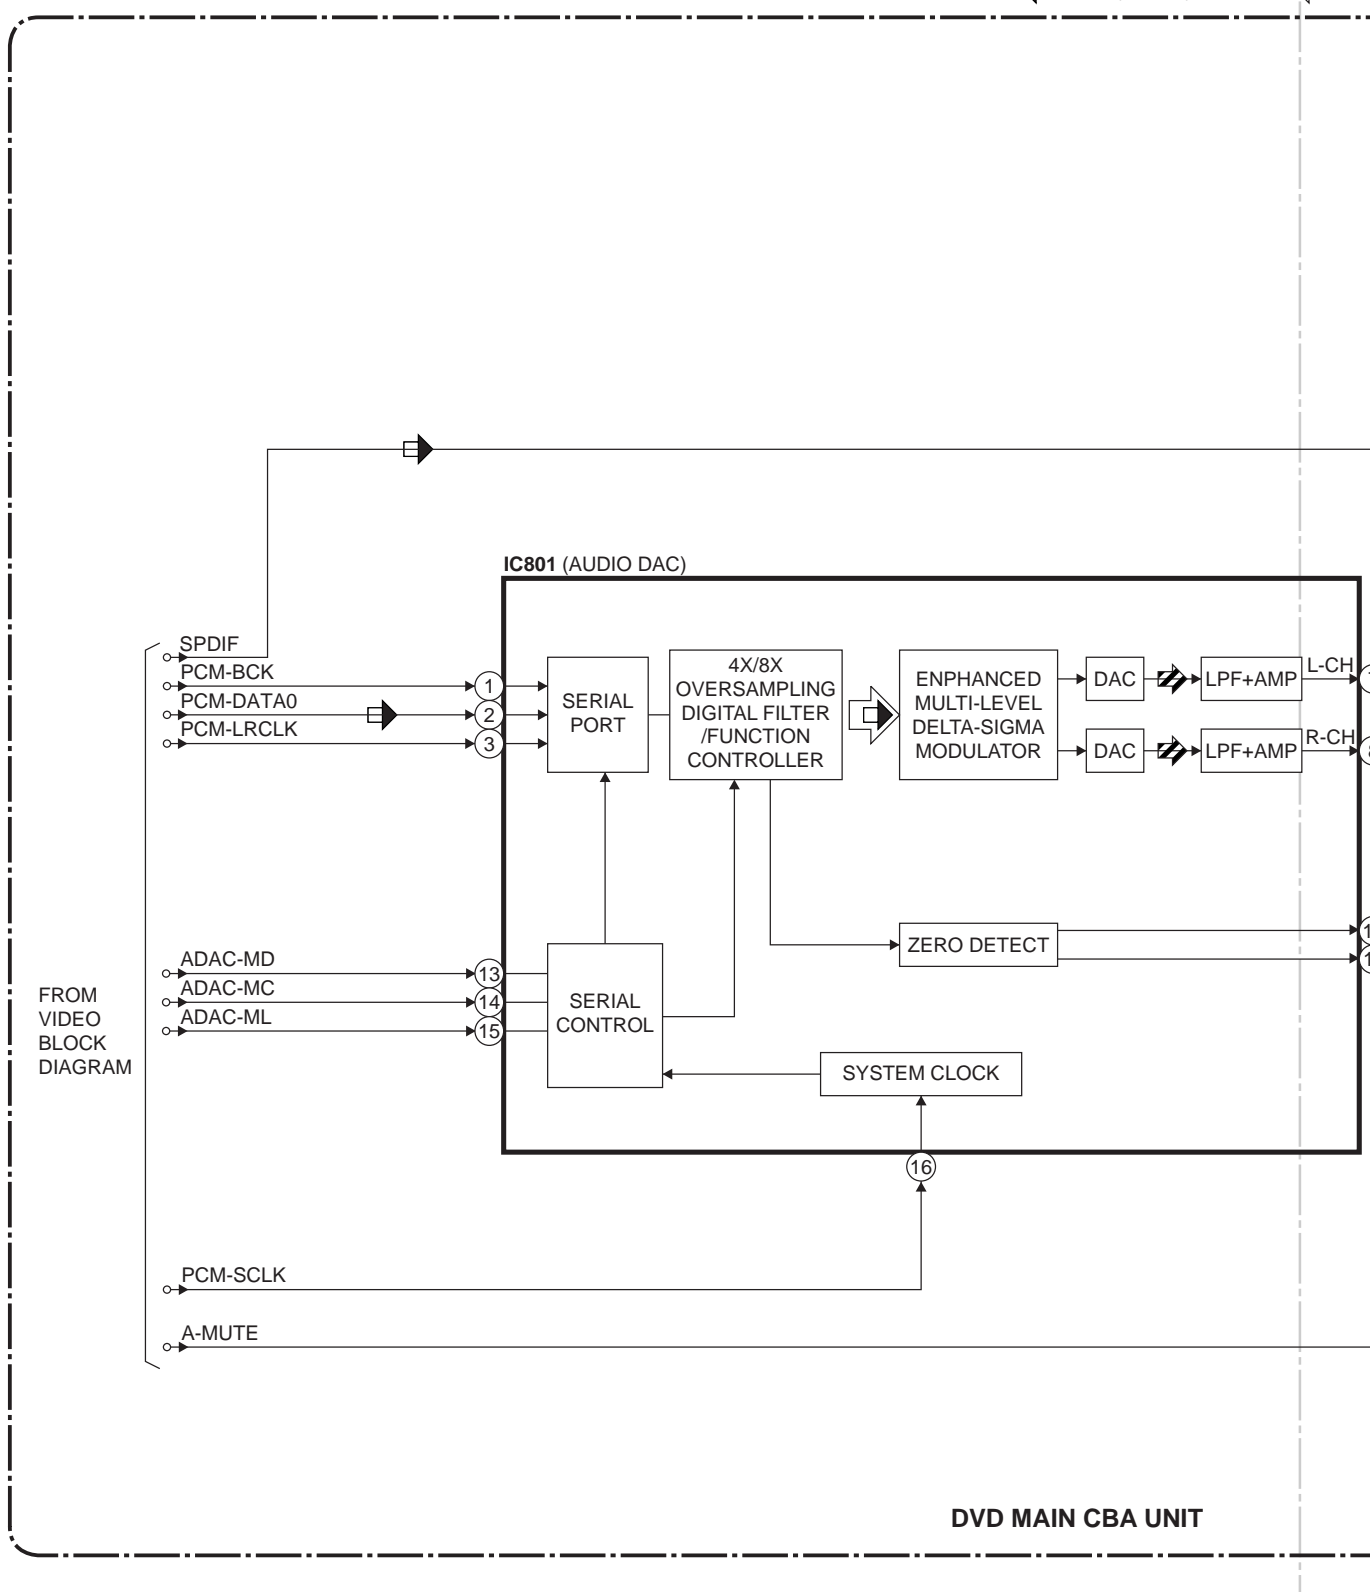 IC801 (AUDIO DAC)
SPDIF
PCM-BCK
PCM-DATA0
PCM-LRCLK
1
2
3
SERIAL
PORT
4X/8X
OVERSAMPLING
DIGITAL FILTER
/FUNCTION
CONTROLLER
ENPHANCED
MULTI-LEVEL
DELTA-SIGMA
MODULATOR
DAC
LPF+AMP
L-CH
DAC
LPF+AMP
R-CH
ZERO DETECT
ADAC-MD
ADAC-MC
ADAC-ML
13
14
15
SERIAL
CONTROL
FROM
VIDEO
BLOCK
DIAGRAM
SYSTEM CLOCK
16
PCM-SCLK
A-MUTE
DVD MAIN CBA UNIT